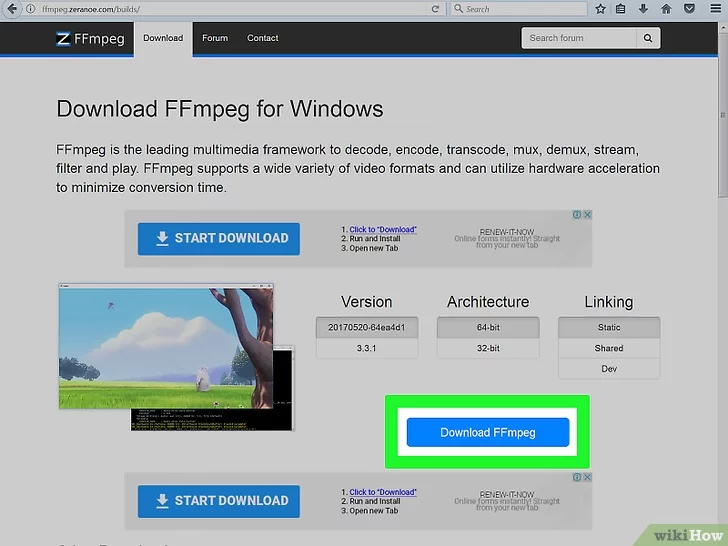 ffmpeg.zeranoe.com/builds/
Search
FFmpeg
Download
Forum
Contact
Search forum
Download FFmpeg for Windows
FFmpeg is the leading multimedia framework to decode, encode, transcode, mux, demux, stream,
filter and play. FFmpeg supports a wide variety of video formats and can utilize hardware acceleration
to minimize conversion time.
START DOWNLOAD
1. Click to "Download"
2. Run and Install
3. Open new Tab
RENEW-IT-NOW
Online forms instantly! Straight
from your new tab
Version
Architecture
Linking
20170520-64ea4d1
64-bit
Static
3.3.1
32-bit
Shared
Dev
Download FFmpeg
START DOWNLOAD
1. Click to "Download"
2. Run and Install
3. Open new Tab
RENEW-IT-NOW
Online forms instantly! Straight
from your new tab
wikiHow